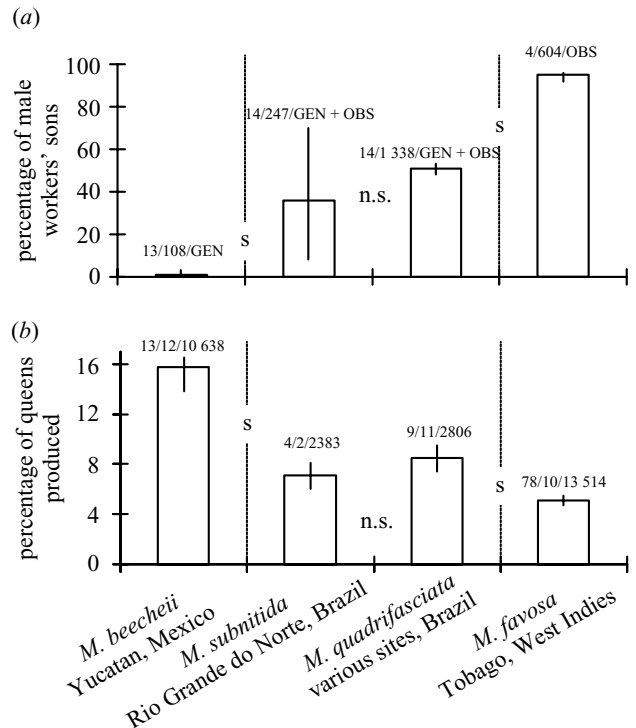 (a)
percentage of male
workers' sons
100
80
60
40
20
0
13/108/GEN
s
14/247/GEN + OBS
n.s.
14/1 338/GEN + OBS
s
4/604/OBS
(b)
percentage of queens
produced
16
12
8
4
0
13/12/10 638
s
4/2/2383
n.s.
9/11/2806
s
78/10/13 514
M. beecheii
Yucatan, Mexico
M. subnitida
Rio Grande do Norte, Brazil
M. quadrifasciata
various sites, Brazil
M. favosa
Tobago, West Indies